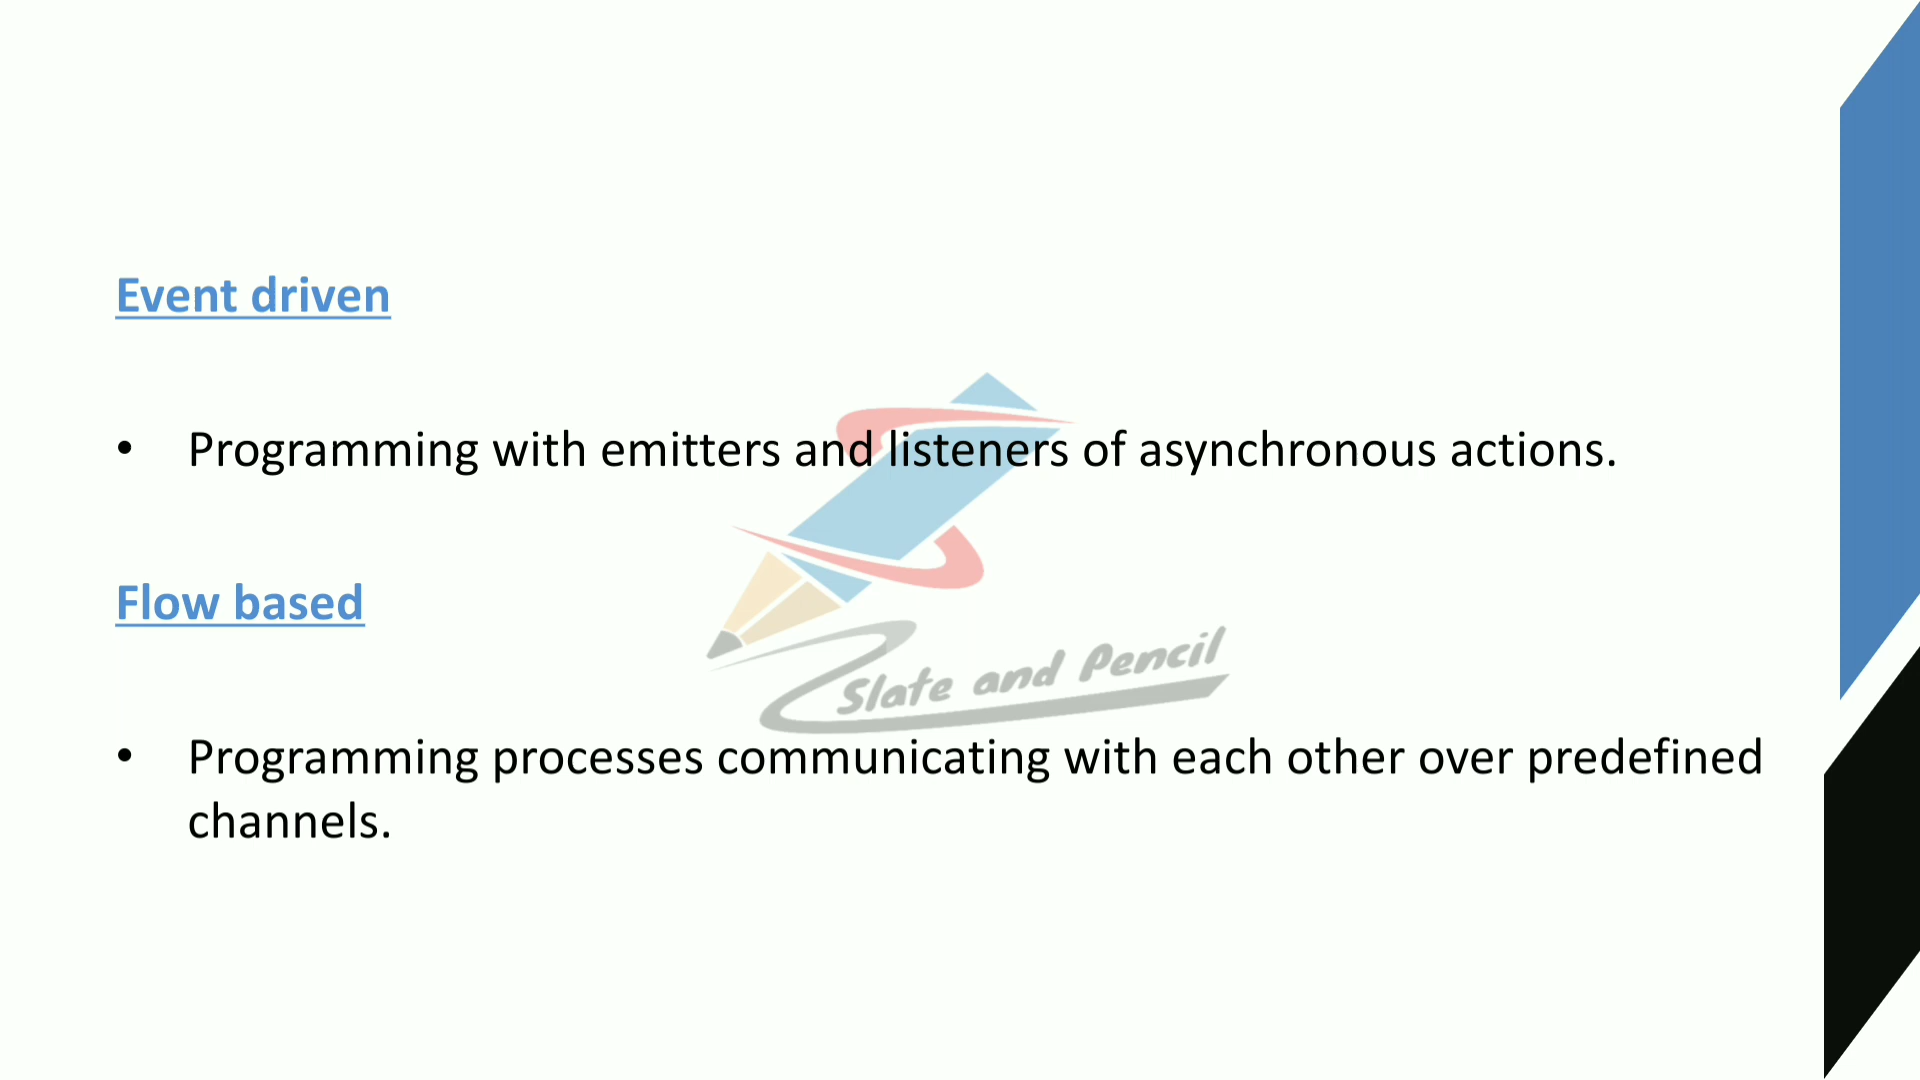 Event driven
• Programming with emitters and listeners of asynchronous actions.
Flow based
Slate and Pencil
• Programming processes communicating with each other over predefined
channels.